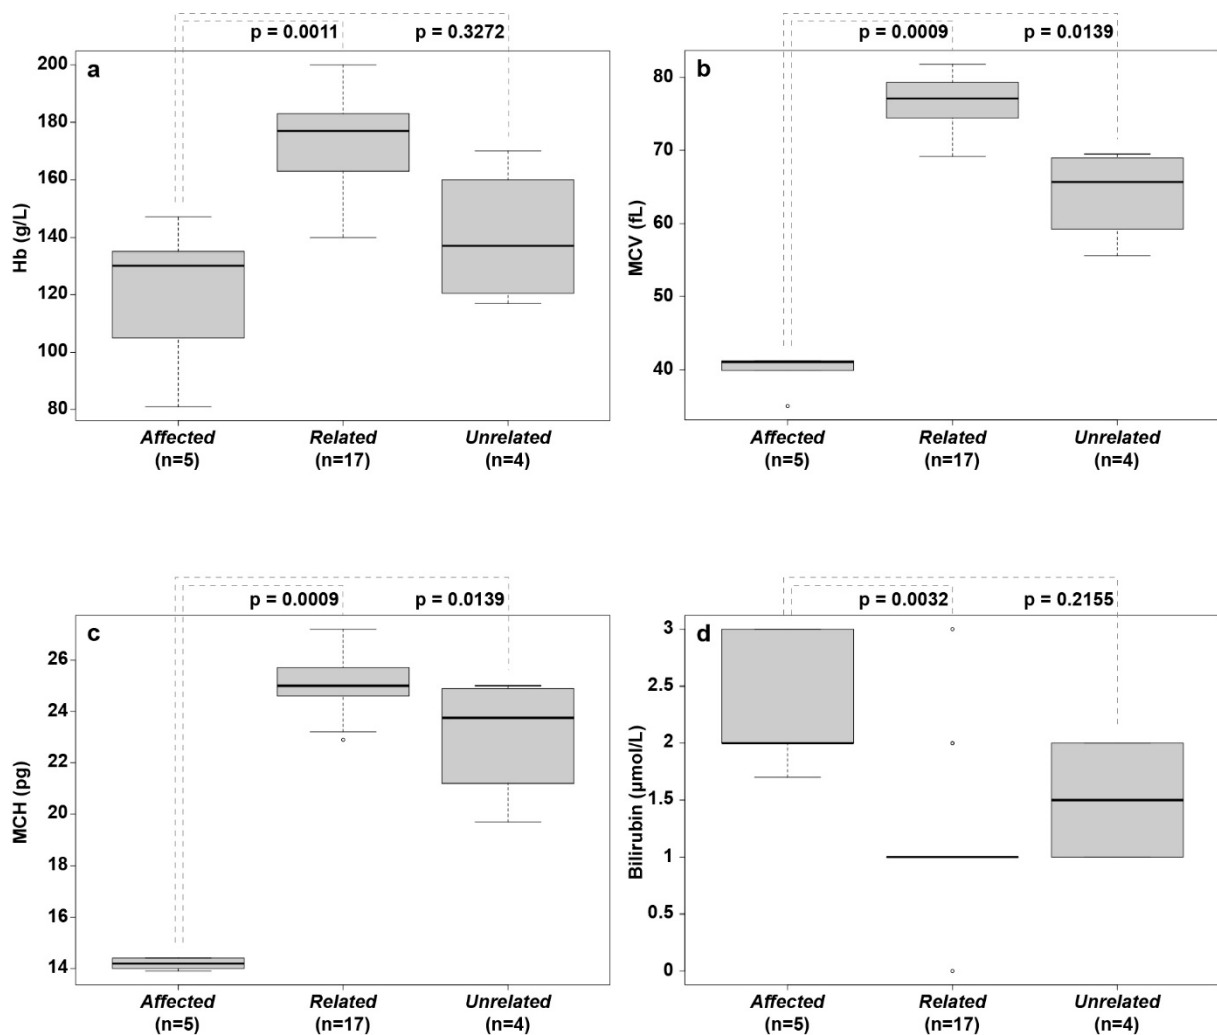 p = 0.0011 p = 0.3272
a
Hb (g/L)
200
180
160
140
120
100
80
Affected Related Unrelated
(n=5) (n=17) (n=4)
p = 0.0009 p = 0.0139
b
MCV (fL)
80
70
60
50
40
Affected Related Unrelated
(n=5) (n=17) (n=4)
p = 0.0009 p = 0.0139
c
MCH (pg)
26
24
22
20
18
16
14
Affected Related Unrelated
(n=5) (n=17) (n=4)
p = 0.0032 p = 0.2155
d
Bilirubin (µmol/L)
3
2.5
2
1.5
1
0.5
0
Affected Related Unrelated
(n=5) (n=17) (n=4)